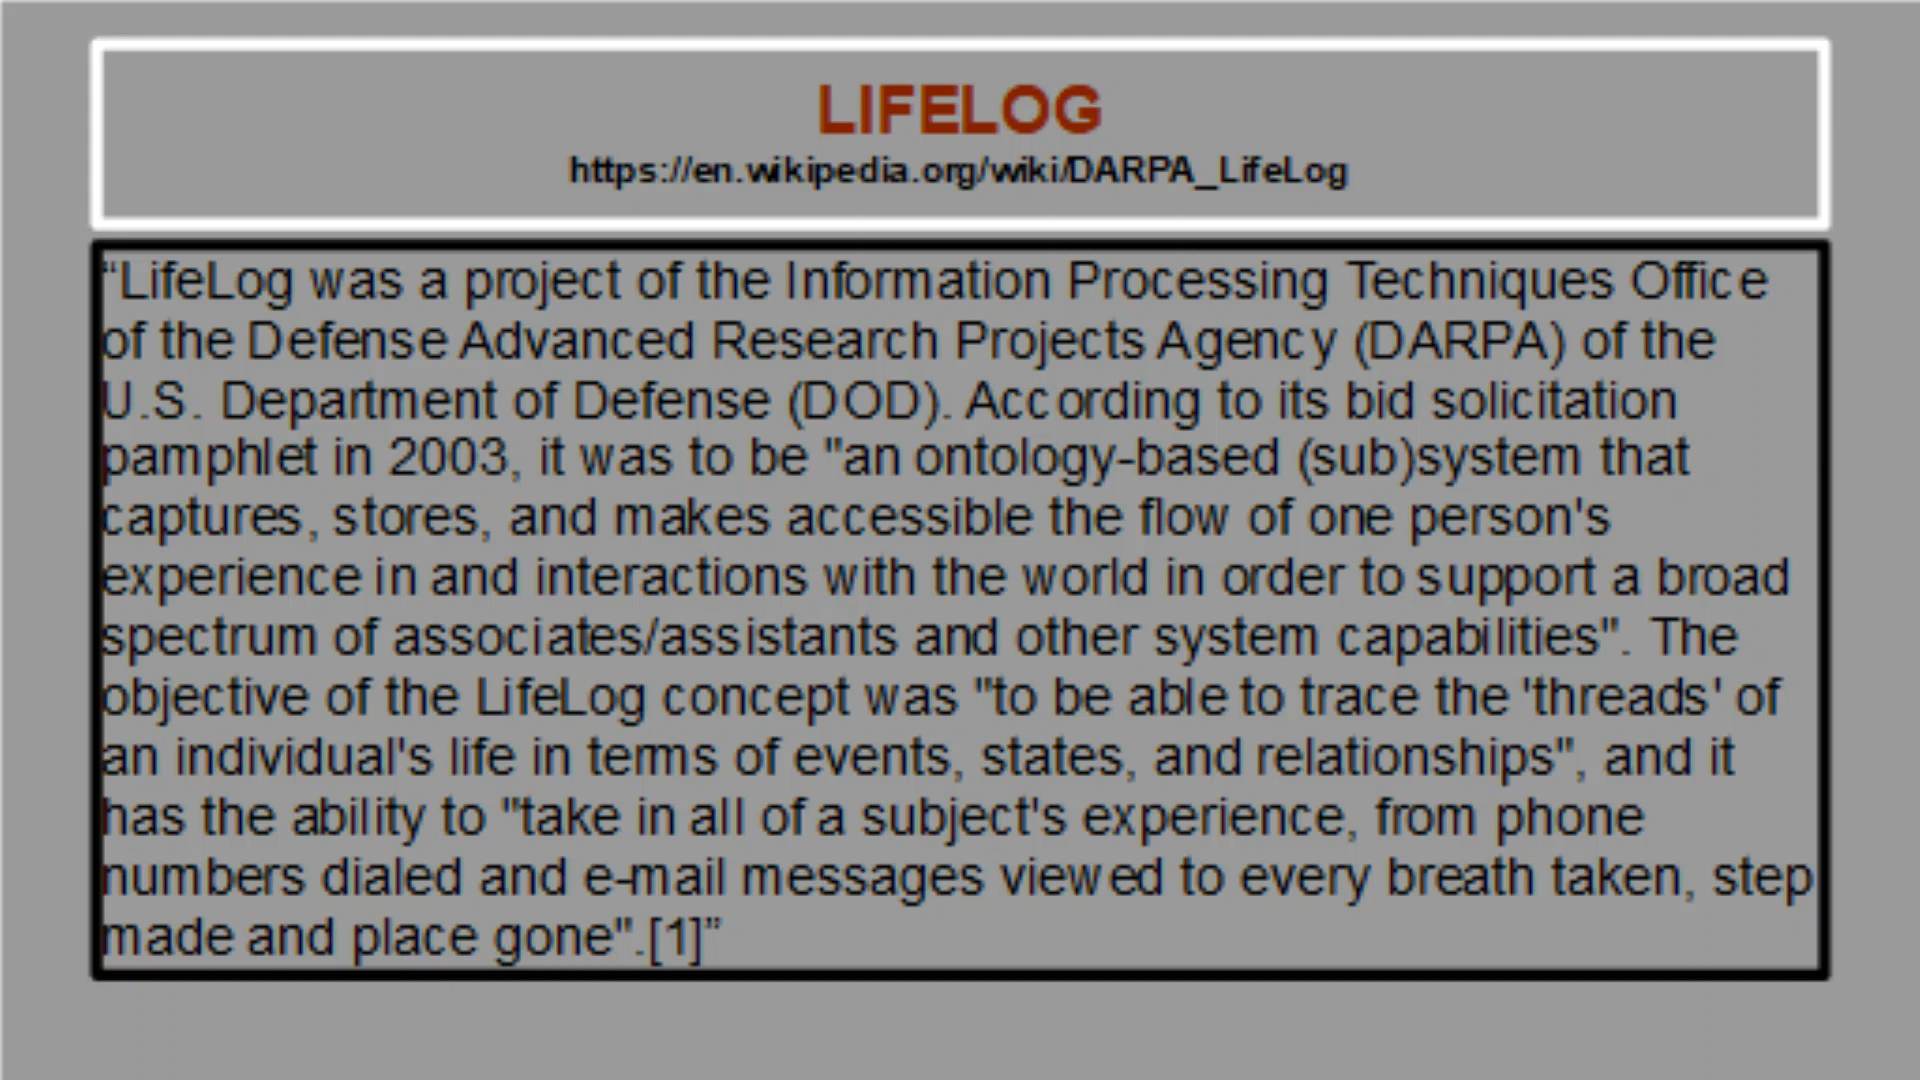 LIFELOG
https://en.wikipedia.org/wiki/DARPA_LifeLog
“LifeLog was a project of the Information Processing Techniques Office
of the Defense Advanced Research Projects Agency (DARPA) of the
U.S. Department of Defense (DOD). According to its bid solicitation
pamphlet in 2003, it was to be "an ontology-based (sub)system that
captures, stores, and makes accessible the flow of one person's
experience in and interactions with the world in order to support a broad
spectrum of associates/assistants and other system capabilities". The
objective of the LifeLog concept was "to be able to trace the 'threads' of
an individual's life in terms of events, states, and relationships", and it
has the ability to "take in all of a subject's experience, from phone
numbers dialed and e-mail messages viewed to every breath taken, step
made and place gone".[1]”